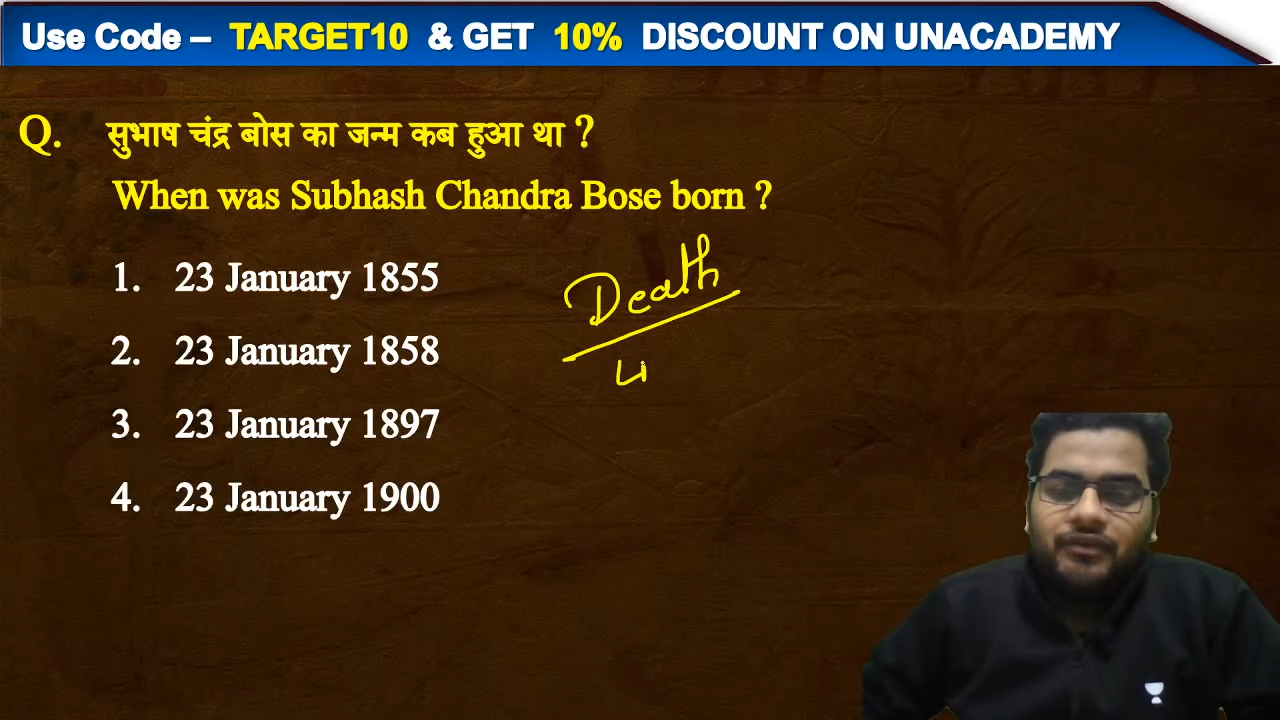 Use Code – TARGET10 & GET 10% DISCOUNT ON UNACADEMY
Q. सुभाष चंद्र बोस का जन्म कब हुआ था ?
When was Subhash Chandra Bose born ?
1. 23 January 1855
2. 23 January 1858
3. 23 January 1897
4. 23 January 1900
Death